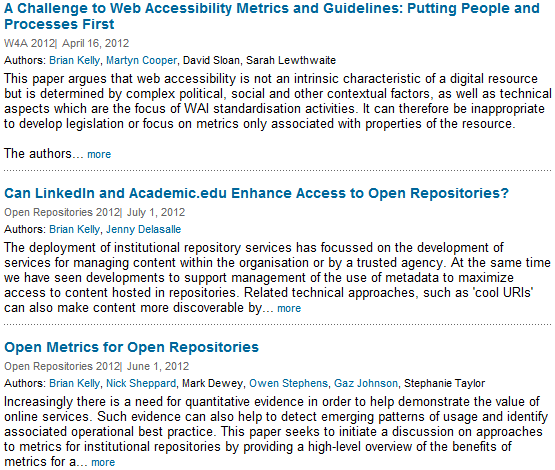 A Challenge to Web Accessibility Metrics and Guidelines: Putting People and
Processes First
W4A 2012| April 16, 2012
Authors: Brian Kelly, Martyn Cooper, David Sloan, Sarah Lewthwaite
This paper argues that web accessibility is not an intrinsic characteristic of a digital resource
but is determined by complex political, social and other contextual factors, as well as technical
aspects which are the focus of WAI standardisation activities. It can therefore be inappropriate
to develop legislation or focus on metrics only associated with properties of the resource.
The authors... more
Can LinkedIn and Academic.edu Enhance Access to Open Repositories?
Open Repositories 2012| July 1, 2012
Authors: Brian Kelly, Jenny Delasalle
The deployment of institutional repository services has focussed on the development of
services for managing content within the organisation or by a trusted agency. At the same time
we have seen developments to support management of the use of metadata to maximize
access to content hosted in repositories. Related technical approaches, such as 'cool URIs'
can also make content more discoverable by... more
Open Metrics for Open Repositories
Open Repositories 2012| June 1, 2012
Authors: Brian Kelly, Nick Sheppard, Mark Dewey, Owen Stephens, Gaz Johnson, Stephanie Taylor
Increasingly there is a need for quantitative evidence in order to help demonstrate the value of
online services. Such evidence can also help to detect emerging patterns of usage and identify
associated operational best practice. This paper seeks to initiate a discussion on approaches
to metrics for institutional repositories by providing a high-level overview of the benefits of
metrics for a... more